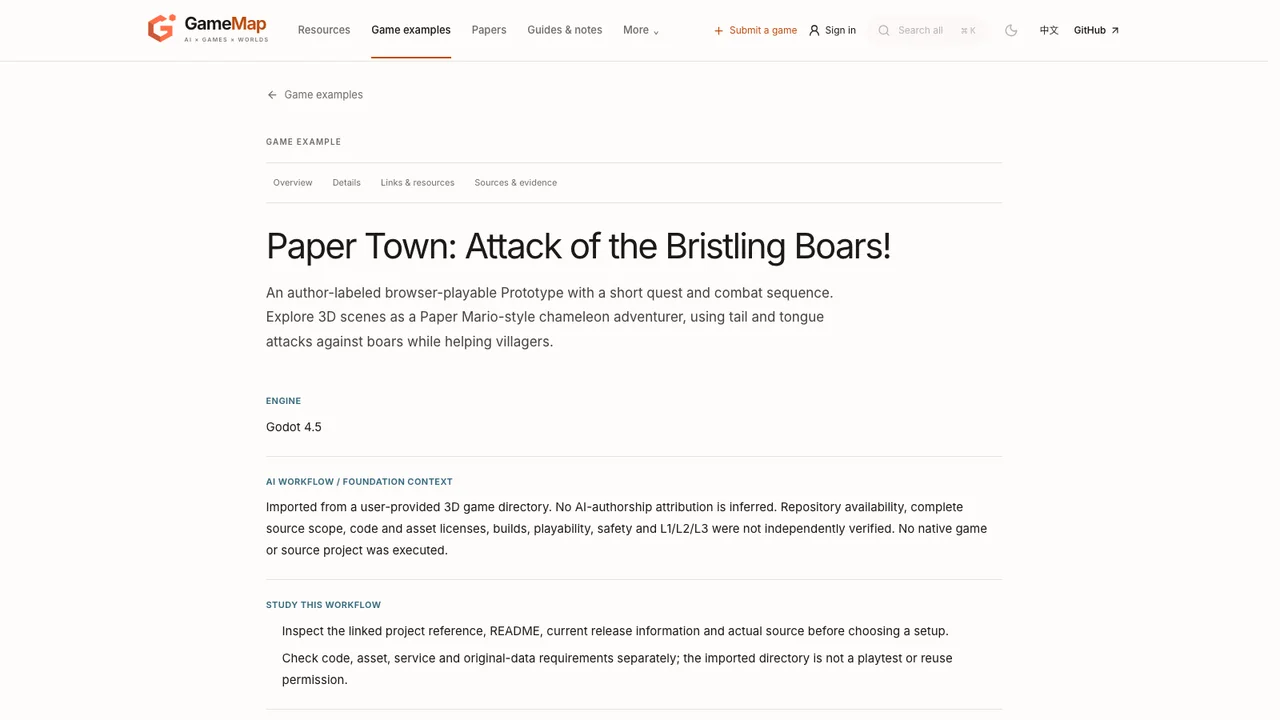 GameMap
AI × GAMES × WORLDS
Resources
Game examples
Papers
Guides & notes
More
Submit a game
Sign in
Search all
⌘ K
中文
GitHub
Game examples
GAME EXAMPLE
Overview
Details
Links & resources
Sources & evidence
Paper Town: Attack of the Bristling Boars!
An author-labeled browser-playable Prototype with a short quest and combat sequence.
Explore 3D scenes as a Paper Mario-style chameleon adventurer, using tail and tongue
attacks against boars while helping villagers.
ENGINE
Godot 4.5
AI WORKFLOW / FOUNDATION CONTEXT
Imported from a user-provided 3D game directory. No AI-authorship attribution is inferred. Repository availability, complete
source scope, code and asset licenses, builds, playability, safety and L1/L2/L3 were not independently verified. No native game
or source project was executed.
STUDY THIS WORKFLOW
Inspect the linked project reference, README, current release information and actual source before choosing a setup.
Check code, asset, service and original-data requirements separately; the imported directory is not a playtest or reuse
permission.